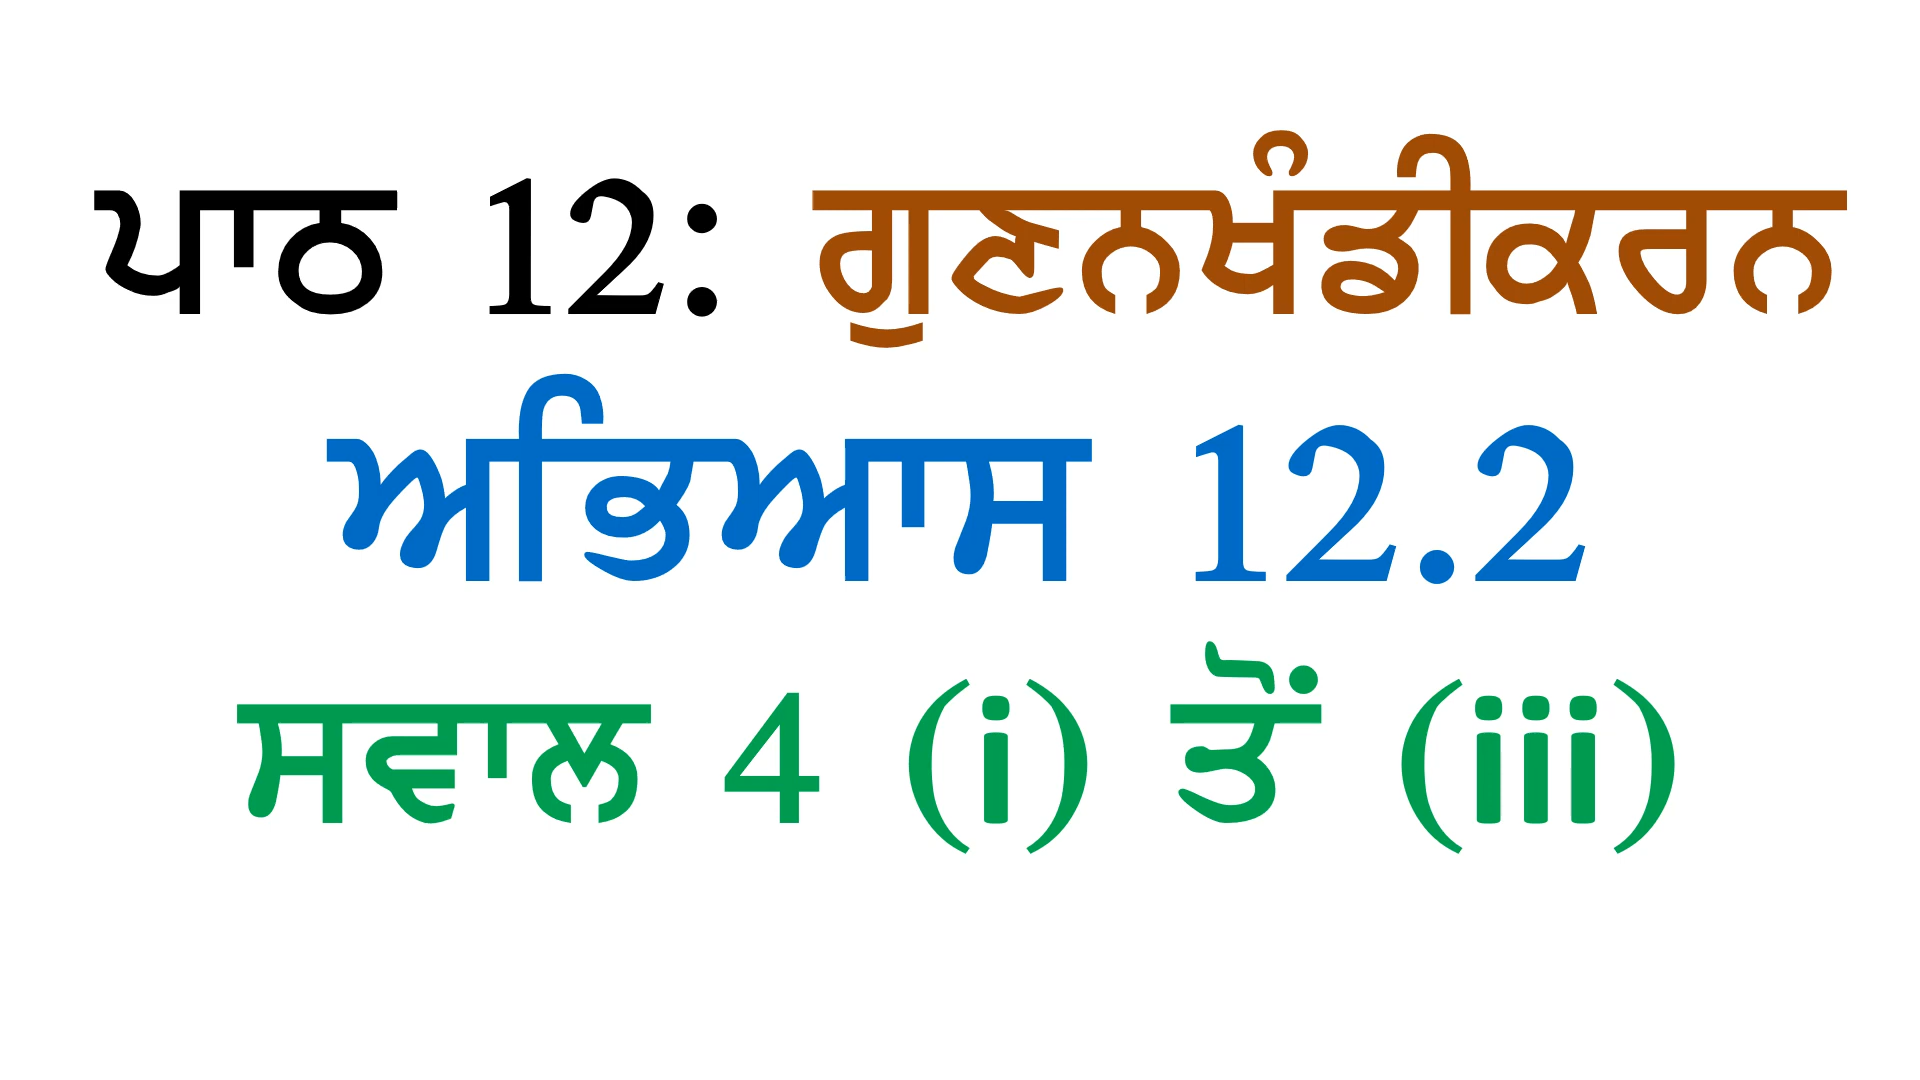 ਪਾਠ 12: ਗੁਣਨਖੰਡੀਕਰਨ
ਅਭਿਆਸ 12.2
ਸਵਾਲ 4 (i) ਤੋਂ (iii)